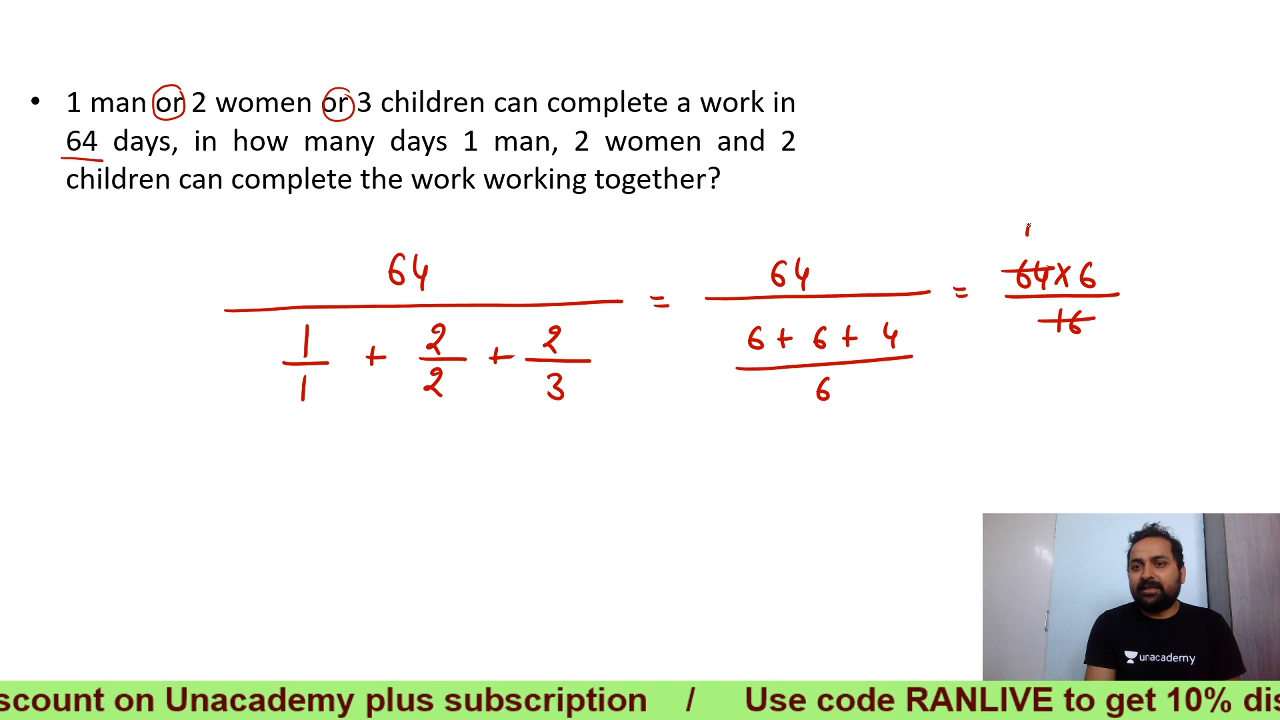 • 1 man or 2 women or 3 children can complete a work in
64 days, in how many days 1 man, 2 women and 2
children can complete the work working together?
64 / (1/1 + 2/2 + 2/3) = 64 / ((6 + 6 + 4)/6) = 64 × 6 / 16
unacademy
scount on Unacademy plus subscription / Use code RANLIVE to get 10% dis